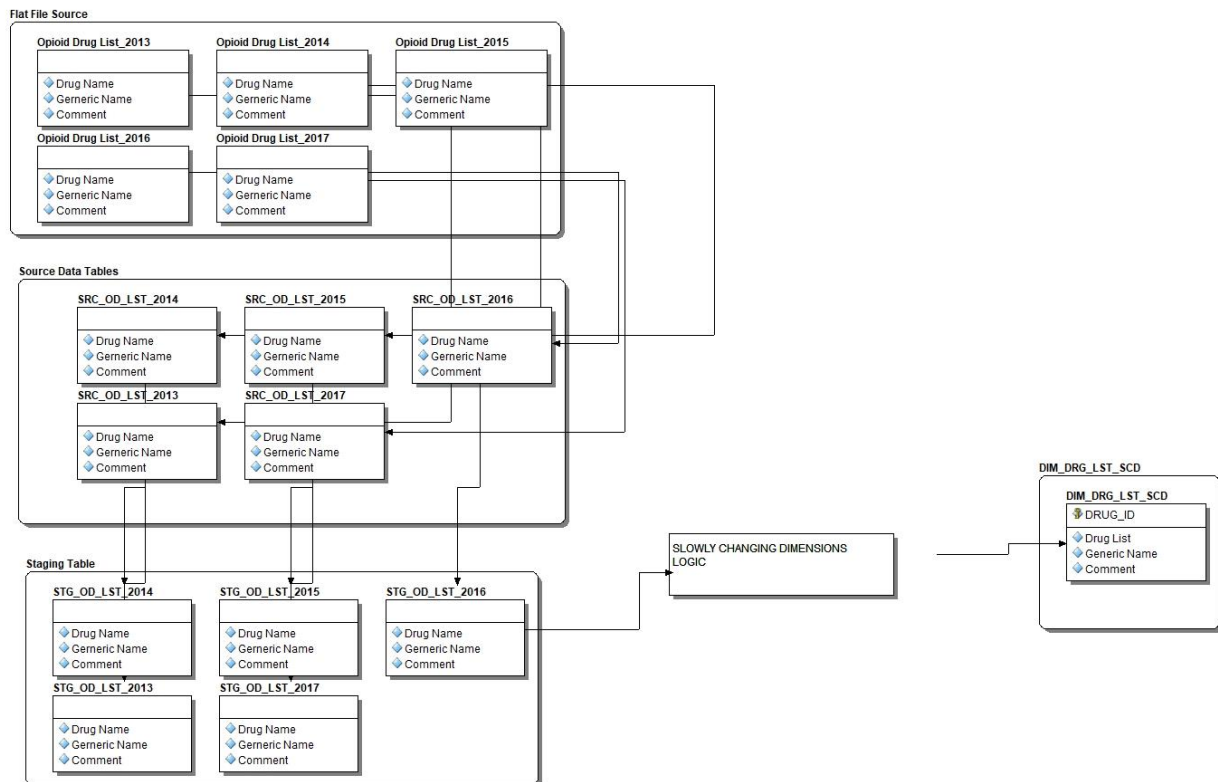 Flat File Source
Opioid Drug List_2013
Drug Name
Gerneric Name
Comment
Opioid Drug List_2014
Drug Name
Gerneric Name
Comment
Opioid Drug List_2015
Drug Name
Gerneric Name
Comment
Opioid Drug List_2016
Drug Name
Gerneric Name
Comment
Opioid Drug List_2017
Drug Name
Gerneric Name
Comment
Source Data Tables
SRC_OD_LST_2014
Drug Name
Gerneric Name
Comment
SRC_OD_LST_2015
Drug Name
Gerneric Name
Comment
SRC_OD_LST_2016
Drug Name
Gerneric Name
Comment
SRC_OD_LST_2013
Drug Name
Gerneric Name
Comment
SRC_OD_LST_2017
Drug Name
Gerneric Name
Comment
Staging Table
STG_OD_LST_2014
Drug Name
Gerneric Name
Comment
STG_OD_LST_2015
Drug Name
Gerneric Name
Comment
STG_OD_LST_2016
Drug Name
Gerneric Name
Comment
STG_OD_LST_2013
Drug Name
Gerneric Name
Comment
STG_OD_LST_2017
Drug Name
Gerneric Name
Comment
SLOWLY CHANGING DIMENSIONS
LOGIC
DIM_DRG_LST_SCD
DIM_DRG_LST_SCD
DRUG_ID
Drug List
Generic Name
Comment